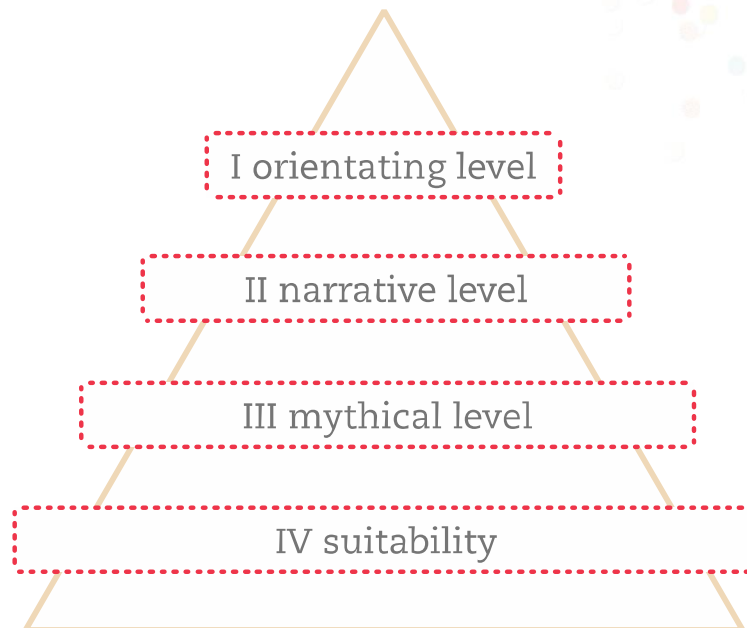 I orientating level
II narrative level
III mythical level
IV suitability